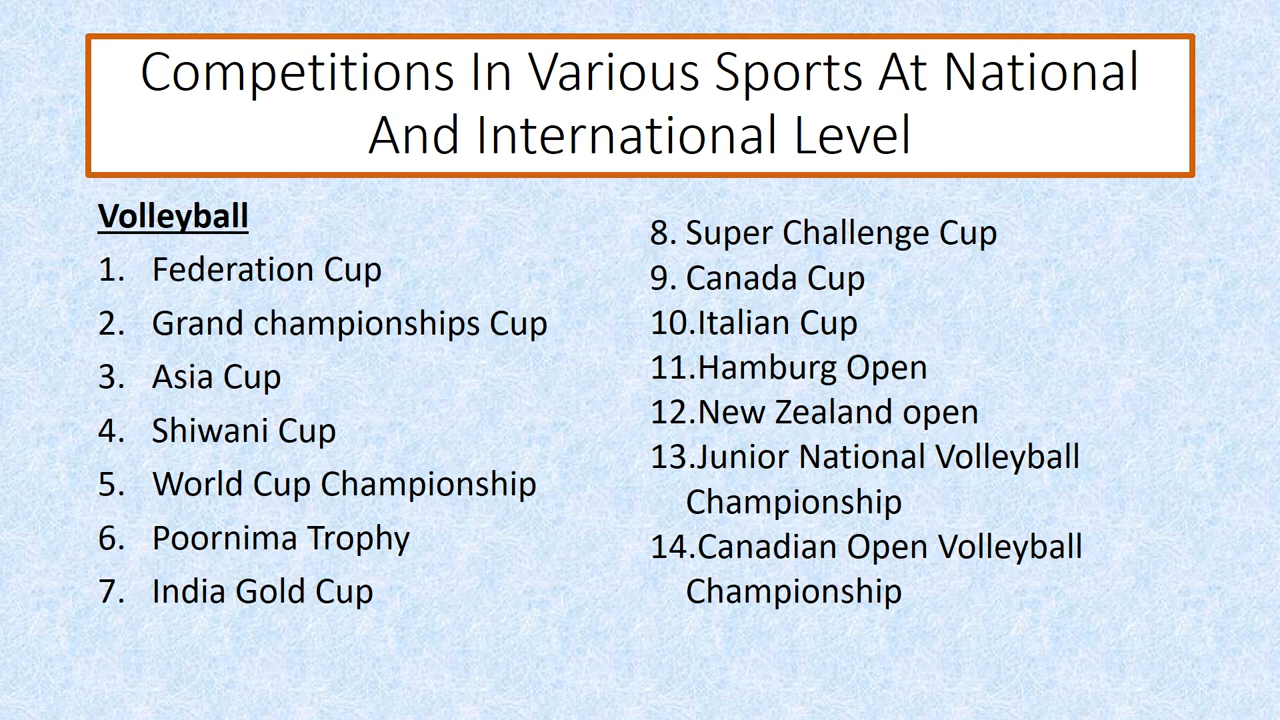 Competitions In Various Sports At National
And International Level
Volleyball
1. Federation Cup
2. Grand championships Cup
3. Asia Cup
4. Shiwani Cup
5. World Cup Championship
6. Poornima Trophy
7. India Gold Cup
8. Super Challenge Cup
9. Canada Cup
10.Italian Cup
11.Hamburg Open
12.New Zealand open
13.Junior National Volleyball
Championship
14.Canadian Open Volleyball
Championship